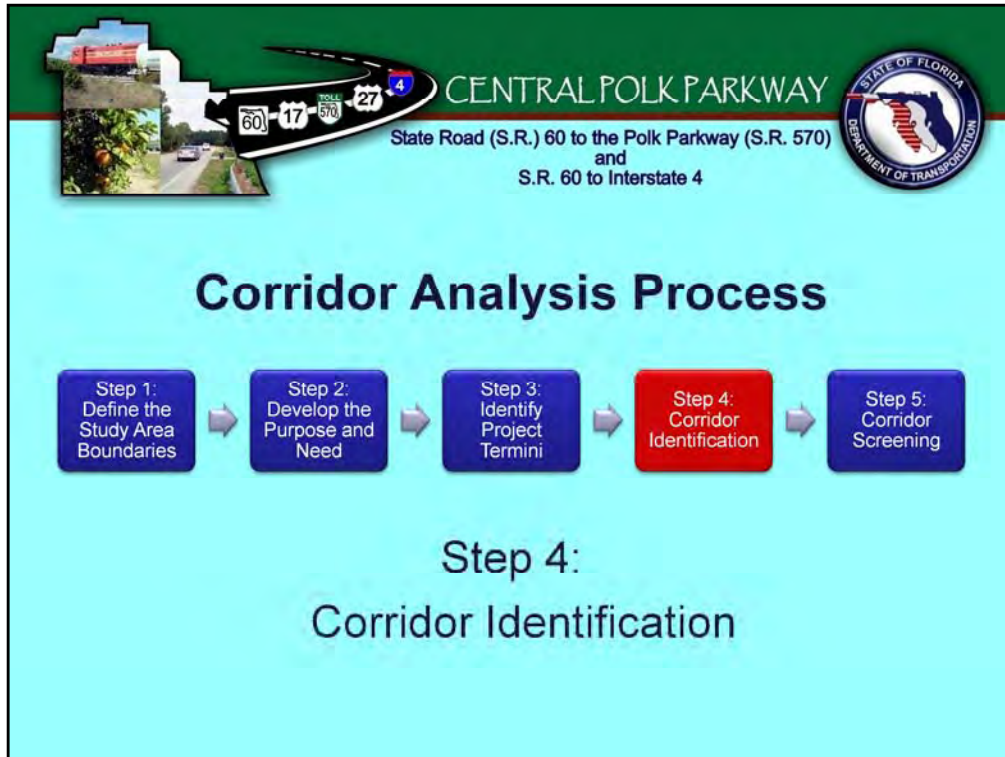 60
17
TOLL
570
27
4
CENTRAL POLK PARKWAY
STATE OF FLORIDA
DEPARTMENT OF TRANSPORTATION
State Road (S.R.) 60 to the Polk Parkway (S.R. 570)
and
S.R. 60 to Interstate 4
Corridor Analysis Process
Step 1:
Define the
Study Area
Boundaries
Step 2:
Develop the
Purpose and
Need
Step 3:
Identify
Project
Termini
Step 4:
Corridor
Identification
Step 5:
Corridor
Screening
Step 4:
Corridor Identification